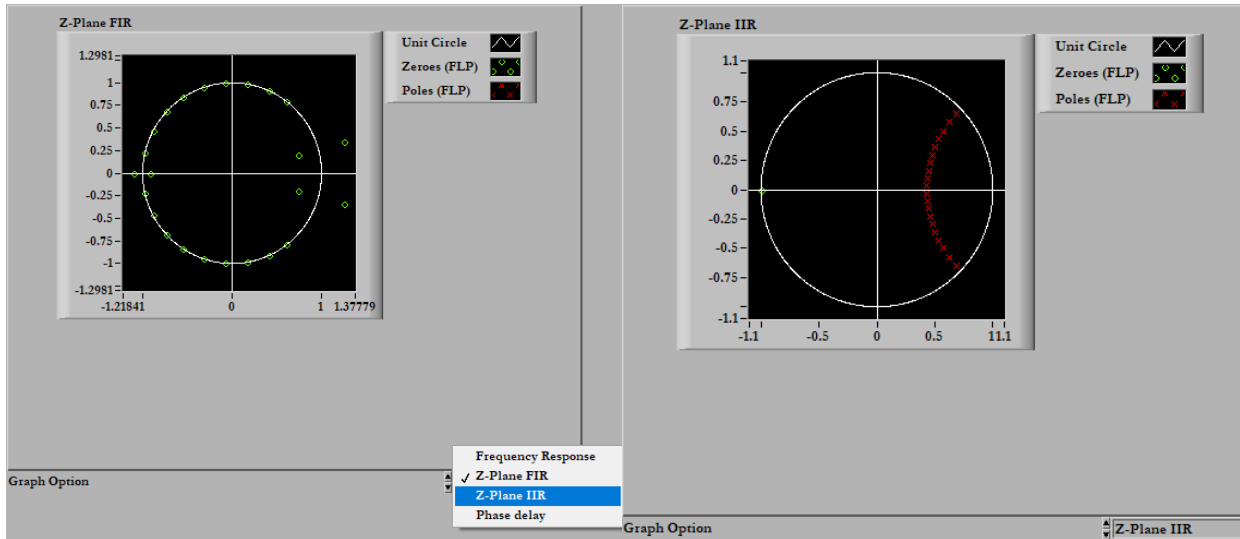 Z-Plane FIR
Unit Circle
Zeroes (FLP)
Poles (FLP)
1.2981
1
0.75
0.5
0.25
0
-0.25
-0.5
-0.75
-1
-1.2981
-1.21841 0 1 1.37779
Graph Option
Frequency Response
✓ Z-Plane FIR
Z-Plane IIR
Phase delay
Z-Plane IIR
Unit Circle
Zeroes (FLP)
Poles (FLP)
1.1
0.75
0.5
0.25
0
-0.25
-0.5
-0.75
-1.1
-1.1 -0.5 0 0.5 11.1
Graph Option
Z-Plane IIR